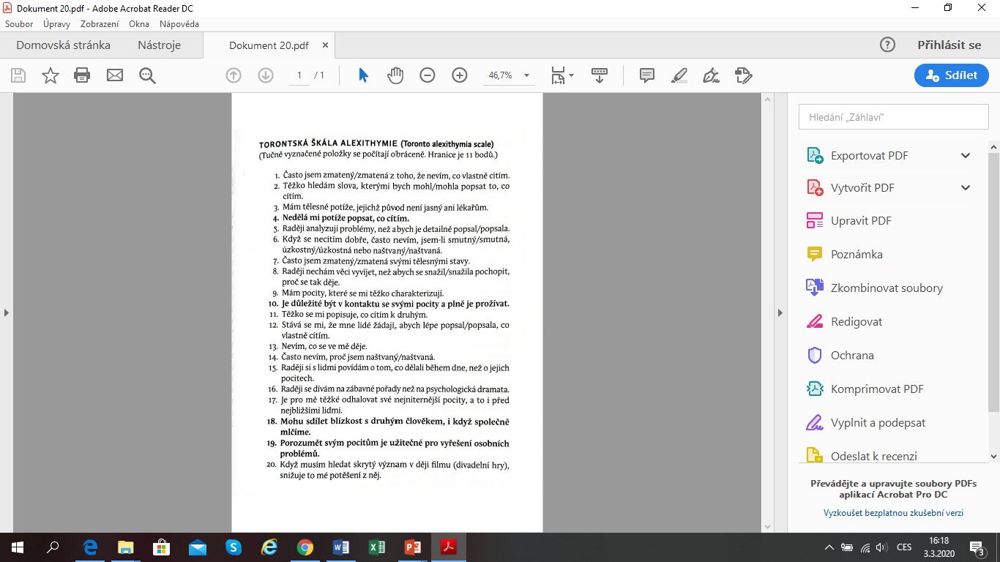 Dokument 20.pdf - Adobe Acrobat Reader DC
Soubor Úpravy Zobrazení Okna Nápověda
Domovská stránka Nástroje Dokument 20.pdf × Přihlásit se
1 / 1 46,7% Sdílet
Hledání „Záhlaví"
Exportovat PDF
Vytvořit PDF
Upravit PDF
Poznámka
Zkombinovat soubory
Redigovat
Ochrana
Komprimovat PDF
Vyplnit a podepsat
Odeslat k recenzi
Převádějte a upravujte soubory PDFs
aplikací Acrobat Pro DC
Vyzkoušet bezplatnou zkušební verzi
TORONTSKÁ ŠKÁLA ALEXITHYMIE (Toronto alexithymia scale)
(Tučně vyznačené položky se počítají obráceně. Hranice je 11 bodů.)
1. Často jsem zmatený/zmatená z toho, že nevím, co vlastně cítím.
2. Těžko hledám slova, kterými bych mohl/mohla popsat to, co
cítím.
3. Mám tělesné potíže, jejichž původ není jasný ani lékařům.
4. Nedělá mi potíže popsat, co cítím.
5. Raději analyzuji problémy, než abych je detailně popsal/popsala.
6. Když se necítím dobře, často nevím, jsem-li smutný/smutná,
úzkostný/úzkostná nebo naštvaný/naštvaná.
7. Často jsem zmatený/zmatená svými tělesnými stavy.
8. Raději nechám věci vyvíjet, než abych se snažil/snažila pochopit,
proč se tak děje.
9. Mám pocity, které se mi těžko charakterizují.
10. Je důležité být v kontaktu se svými pocity a plně je prožívat.
11. Těžko se mi popisuje, co cítím k druhým.
12. Stává se mi, že mne lidé žádají, abych lépe popsal/popsala, co
vlastně cítím.
13. Nevím, co se ve mě děje.
14. Často nevím, proč jsem naštvaný/naštvaná.
15. Raději si s lidmi povídám o tom, co dělali během dne, než o jejich
pocitech.
16. Raději se dívám na zábavné pořady než na psychologická dramata.
17. Je pro mě těžké odhalovat své nejniternější pocity, a to i před
nejbližšími lidmi.
18. Mohu sdílet blízkost s druhým člověkem, i když společně
mlčíme.
19. Porozumět svým pocitům je užitečné pro vyřešení osobních
problémů.
20. Když musím hledat skrytý význam v ději filmu (divadelní hry),
snižuje to mé potěšení z něj.
CES 16:18
3.3.2020 3